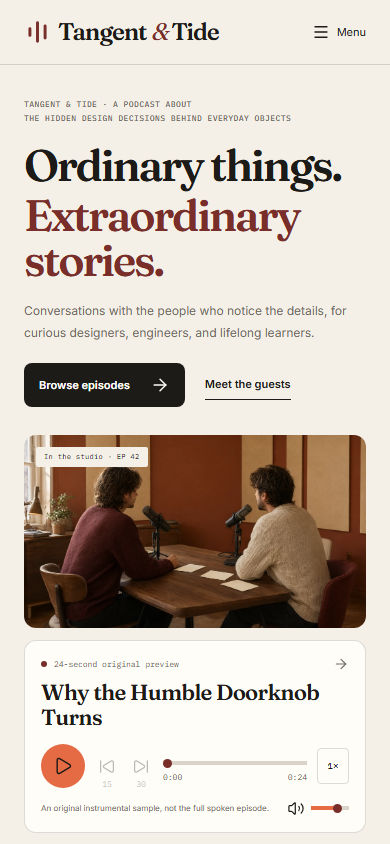 Tangent & Tide
Menu
TANGENT & TIDE · A PODCAST ABOUT
THE HIDDEN DESIGN DECISIONS BEHIND EVERYDAY OBJECTS
Ordinary things.
Extraordinary
stories.
Conversations with the people who notice the details, for
curious designers, engineers, and lifelong learners.
Browse episodes
Meet the guests
In the studio · EP 42
24-second original preview
Why the Humble Doorknob
Turns
15
30
0:00
0:24
1×
An original instrumental sample, not the full spoken episode.